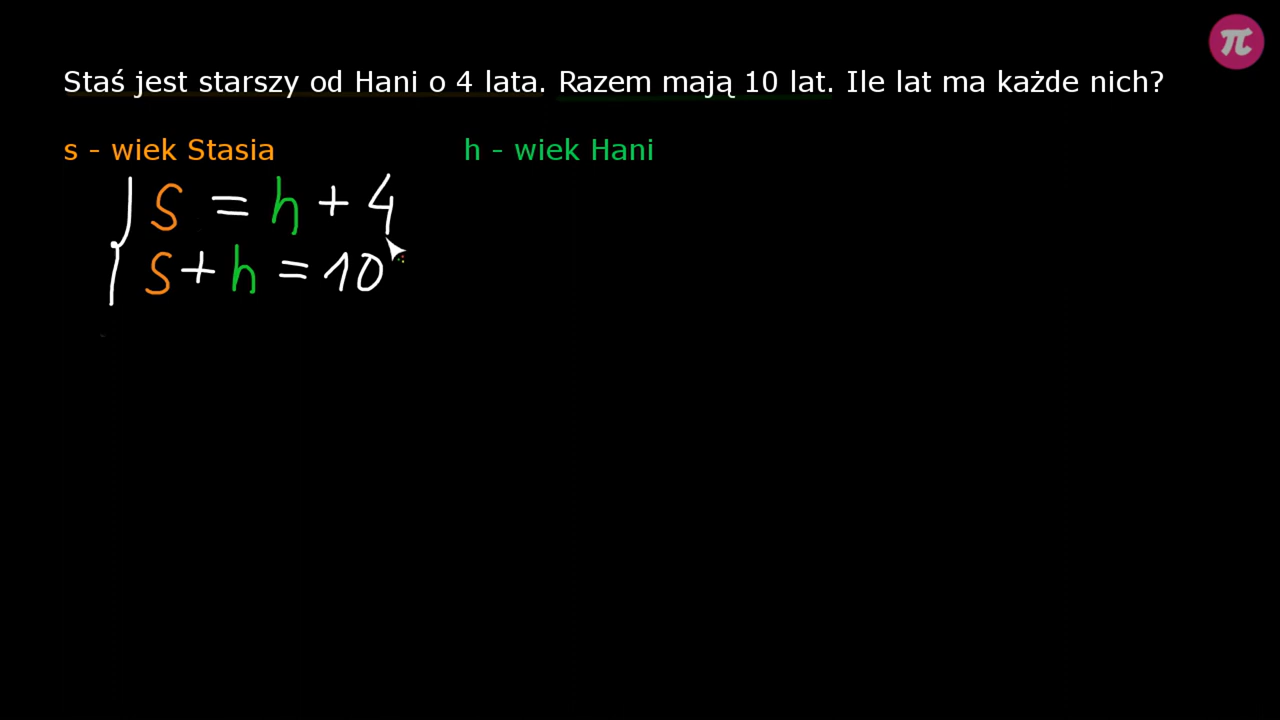 π
Staś jest starszy od Hani o 4 lata. Razem mają 10 lat. Ile lat ma każde nich?
s - wiek Stasia
h - wiek Hani
s = h + 4
s + h = 10